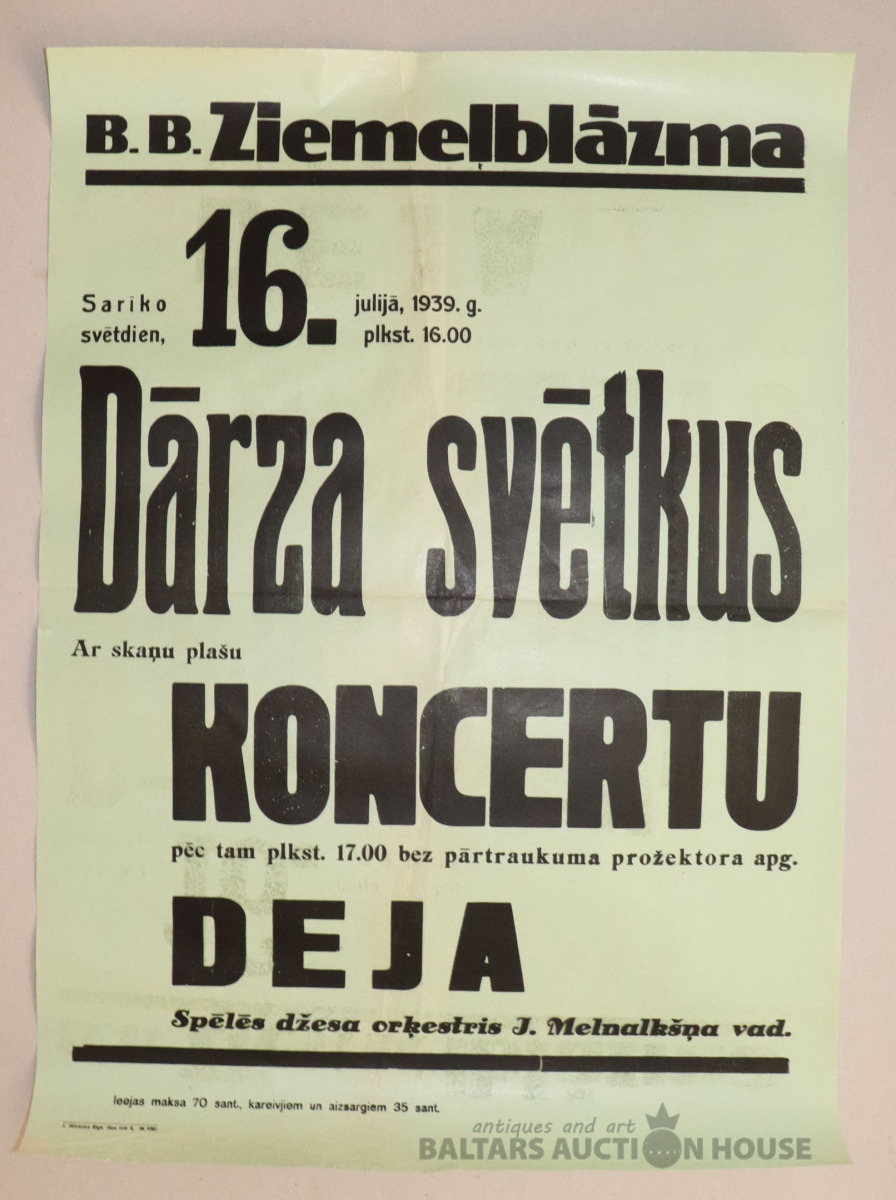 B. B. Ziemeļblāzma
Sarīko svētdien, 16. julijā, 1939. g. plkst. 16.00
Dārza svētkus
Ar skaņu plašu
KONCERTU
pēc tam plkst. 17.00 bez pārtraukuma prožektora apg.
DEJA
Spēlēs džesa orķestris J. Melnalkšņa vad.
Ieejas maksa 70 sant., kareivjiem un aizsargiem 35 sant.
antiques and art
BALTARS AUCTION HOUSE